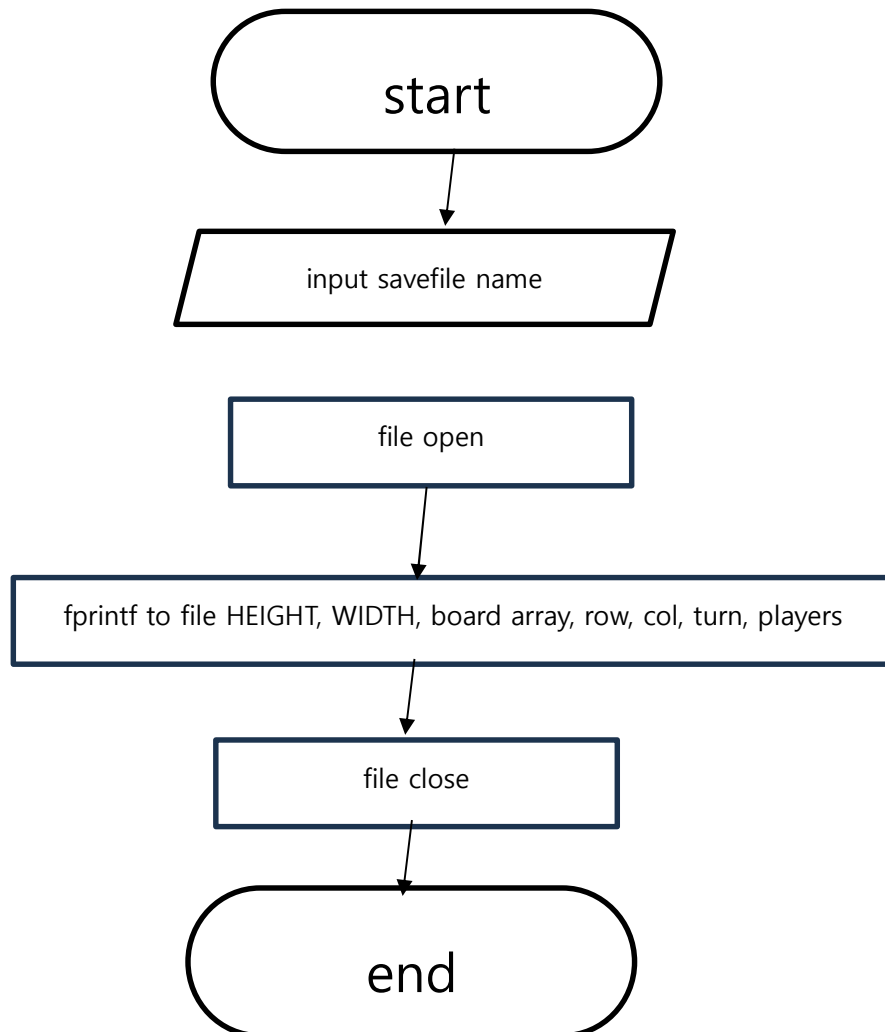 start
input savefile name
file open
fprintf to file HEIGHT, WIDTH, board array, row, col, turn, players
file close
end